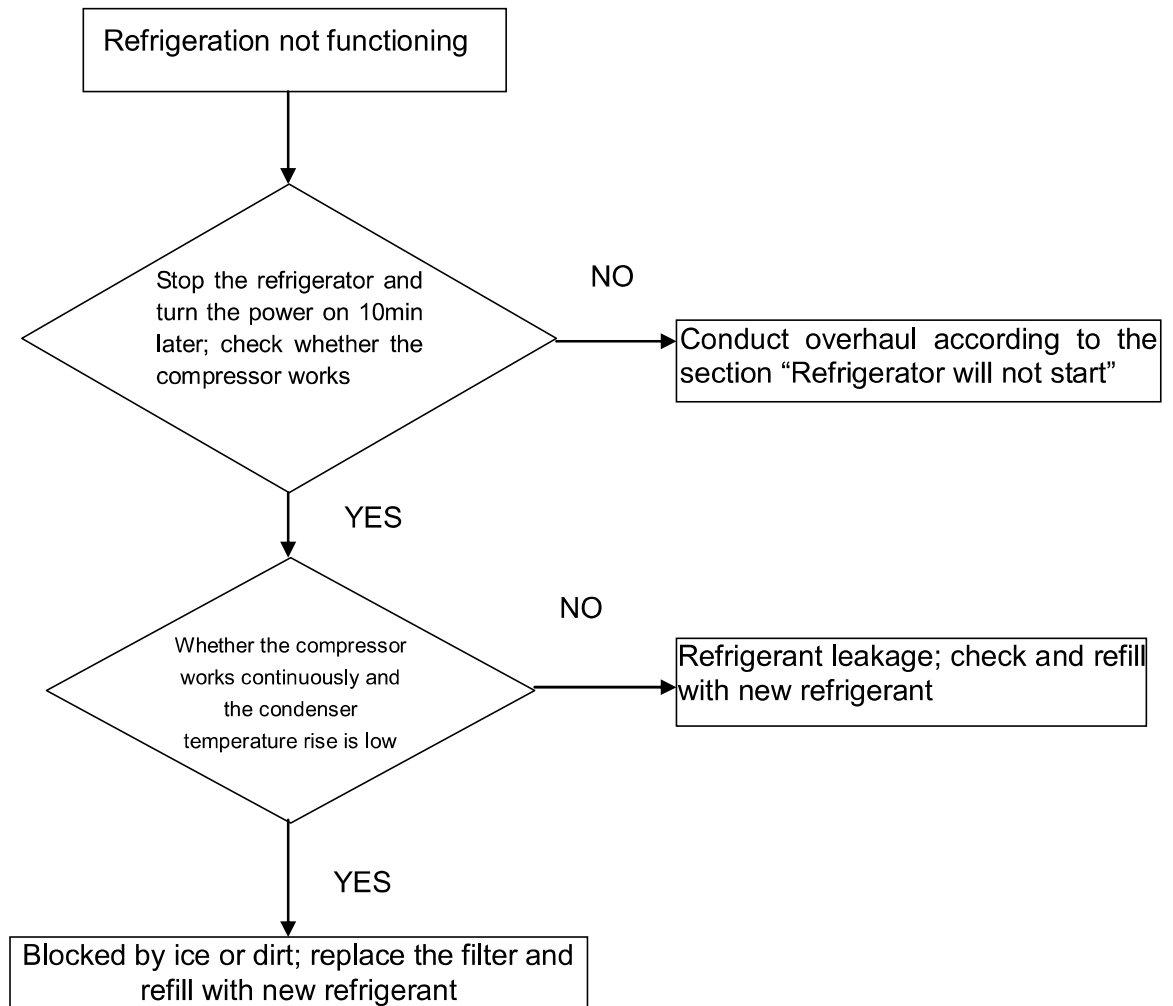 Refrigeration not functioning
Stop the refrigerator and
turn the power on 10min
later; check whether the
compressor works
NO
Conduct overhaul according to the
section “Refrigerator will not start”
YES
Whether the compressor
works continuously and
the condenser
temperature rise is low
NO
Refrigerant leakage; check and refill
with new refrigerant
YES
Blocked by ice or dirt; replace the filter and
refill with new refrigerant